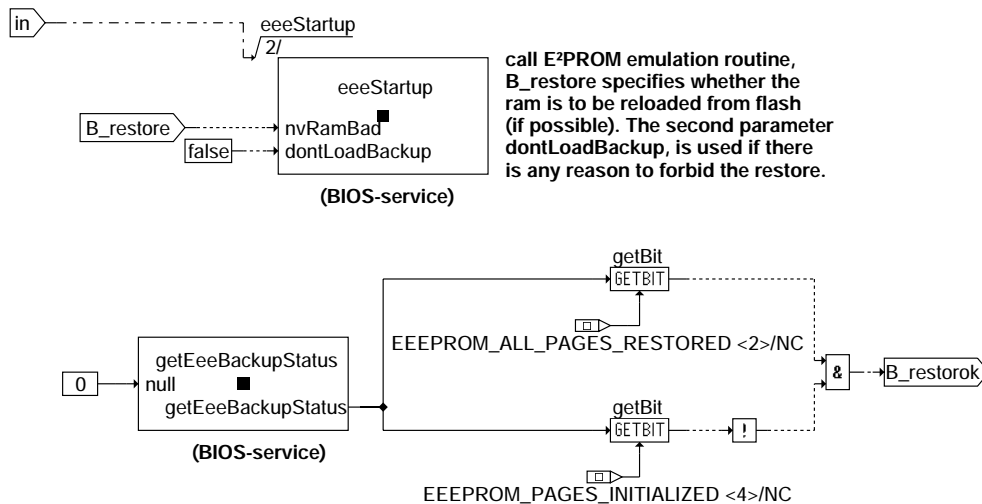 in
eeeStartup
2/
call E²PROM emulation routine,
B_restore specifies whether the
ram is to be reloaded from flash
(if possible). The second parameter
dontLoadBackup, is used if there
is any reason to forbid the restore.
eeeStartup
B_restore
nvRamBad
false
dontLoadBackup
(BIOS-service)
getBit
GETBIT
EEEPROM_ALL_PAGES_RESTORED <2>/NC
getEeeBackupStatus
0
null
getEeeBackupStatus
(BIOS-service)
&
B_restorok
getBit
GETBIT
!
EEEPROM_PAGES_INITIALIZED <4>/NC